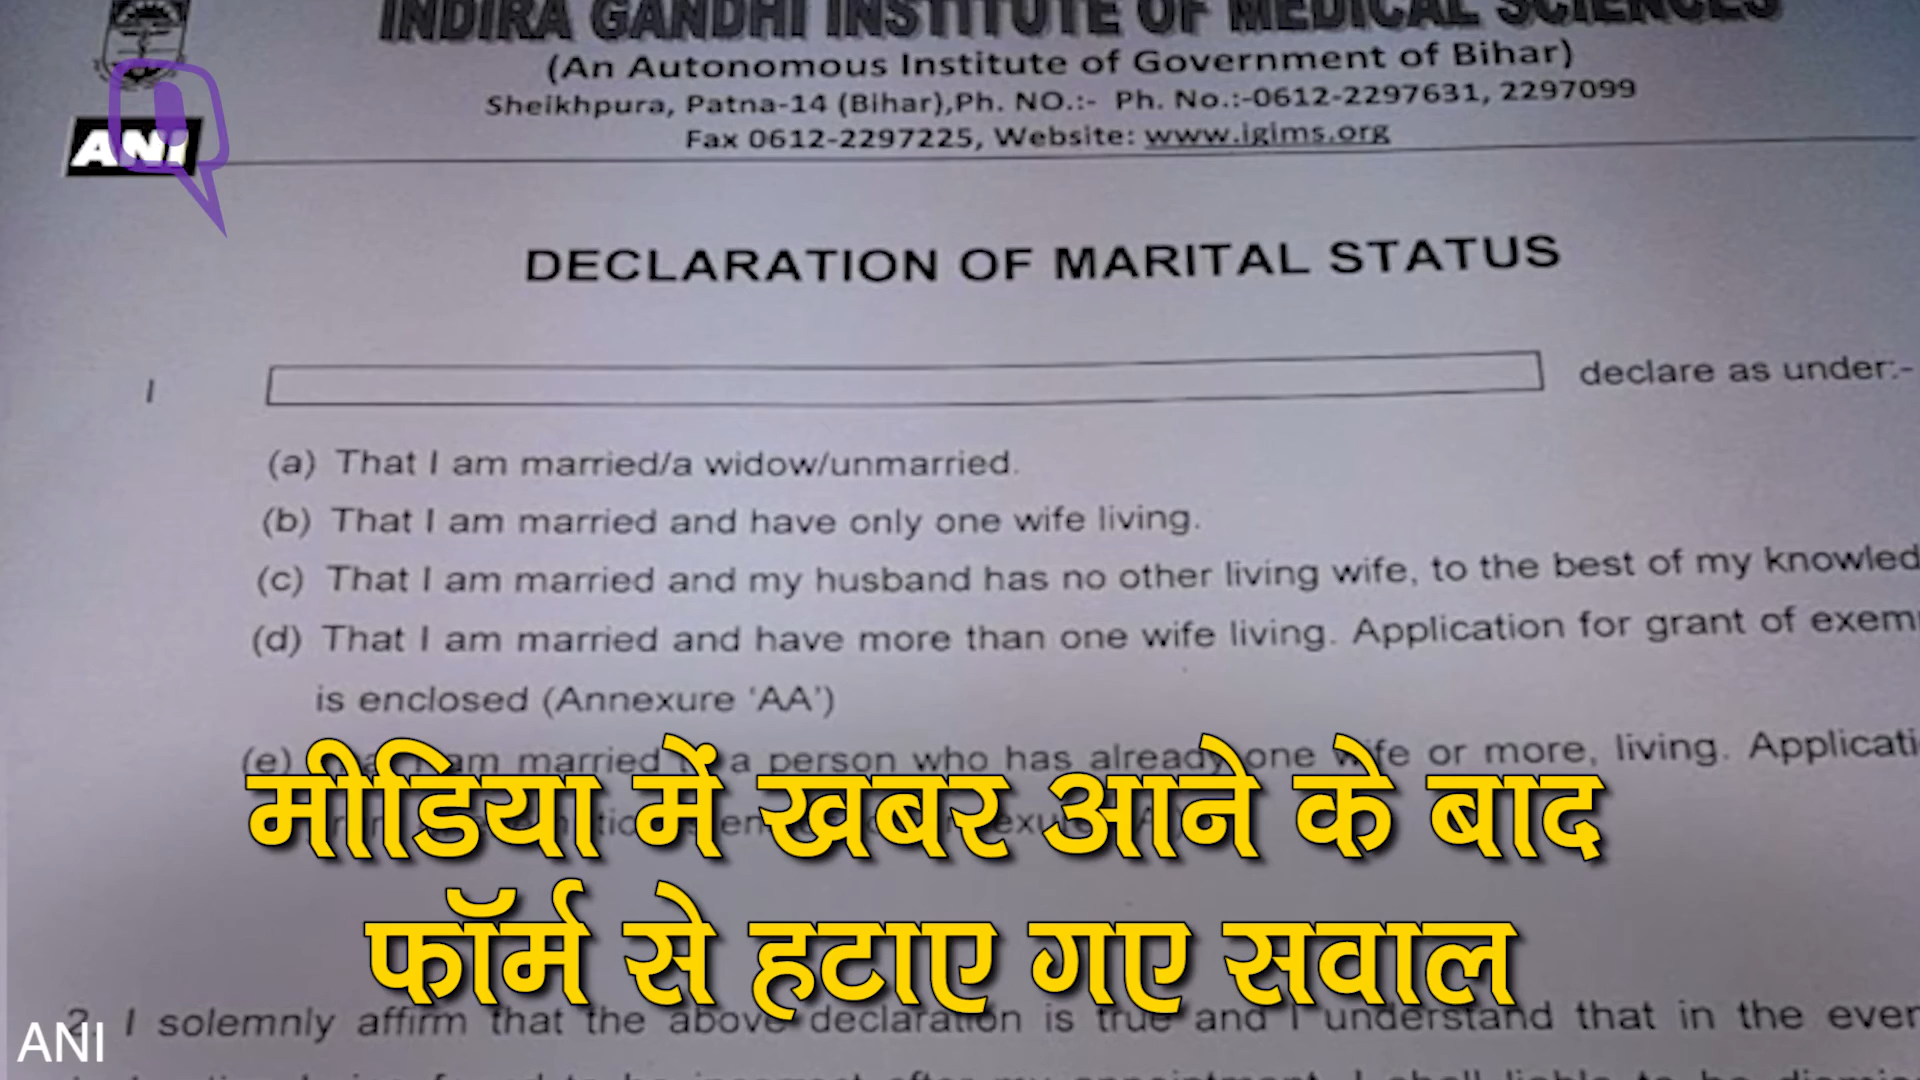 INDIRA GANDHI INSTITUTE OF MEDICAL SCIENCES
(An Autonomous Institute of Government of Bihar)
Sheikhpura, Patna-14 (Bihar),Ph. NO.:- Ph. No.:-0612-2297631, 2297099
Fax 0612-2297225, Website: www.igims.org
ANI
DECLARATION OF MARITAL STATUS
I declare as under:-
(a) That I am married/a widow/unmarried.
(b) That I am married and have only one wife living.
(c) That I am married and my husband has no other living wife, to the best of my knowled
(d) That I am married and have more than one wife living. Application for grant of exem
is enclosed (Annexure 'AA')
(e) am married a person who has already one wife or more, living. Applicati
मीडिया में खबर आने के बाद
फॉर्म से हटाए गए सवाल
2. I solemnly affirm that the above declaration is true and I understand that in the even
ANI